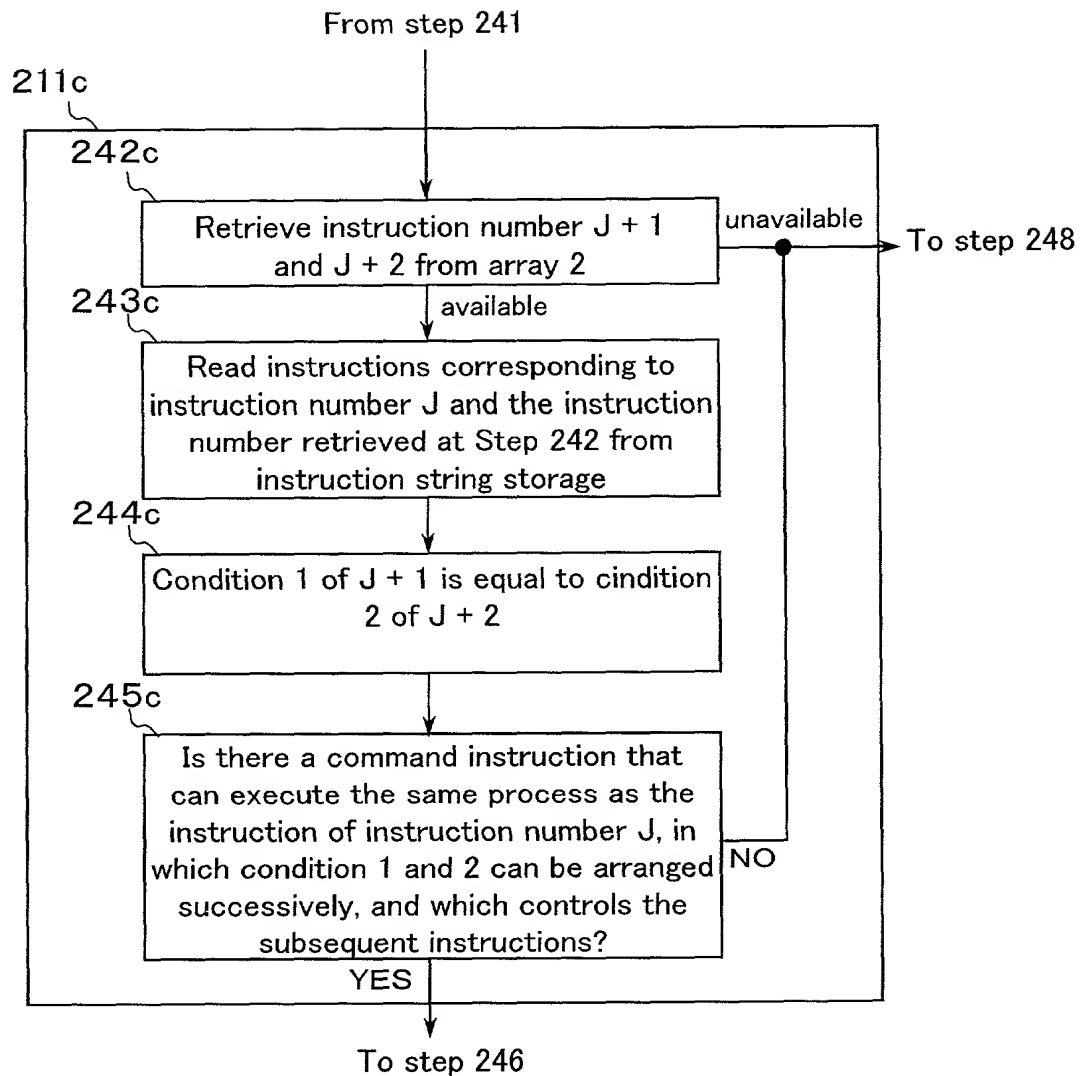 From step 241
211c
242c
Retrieve instruction number J + 1
and J + 2 from array 2
unavailable
To step 248
243c
available
Read instructions corresponding to
instruction number J and the instruction
number retrieved at Step 242 from
instruction string storage
244c
Condition 1 of J + 1 is equal to cindition
2 of J + 2
245c
Is there a command instruction that
can execute the same process as the
instruction of instruction number J, in
which condition 1 and 2 can be arranged
successively, and which controls the
subsequent instructions?
NO
YES
To step 246